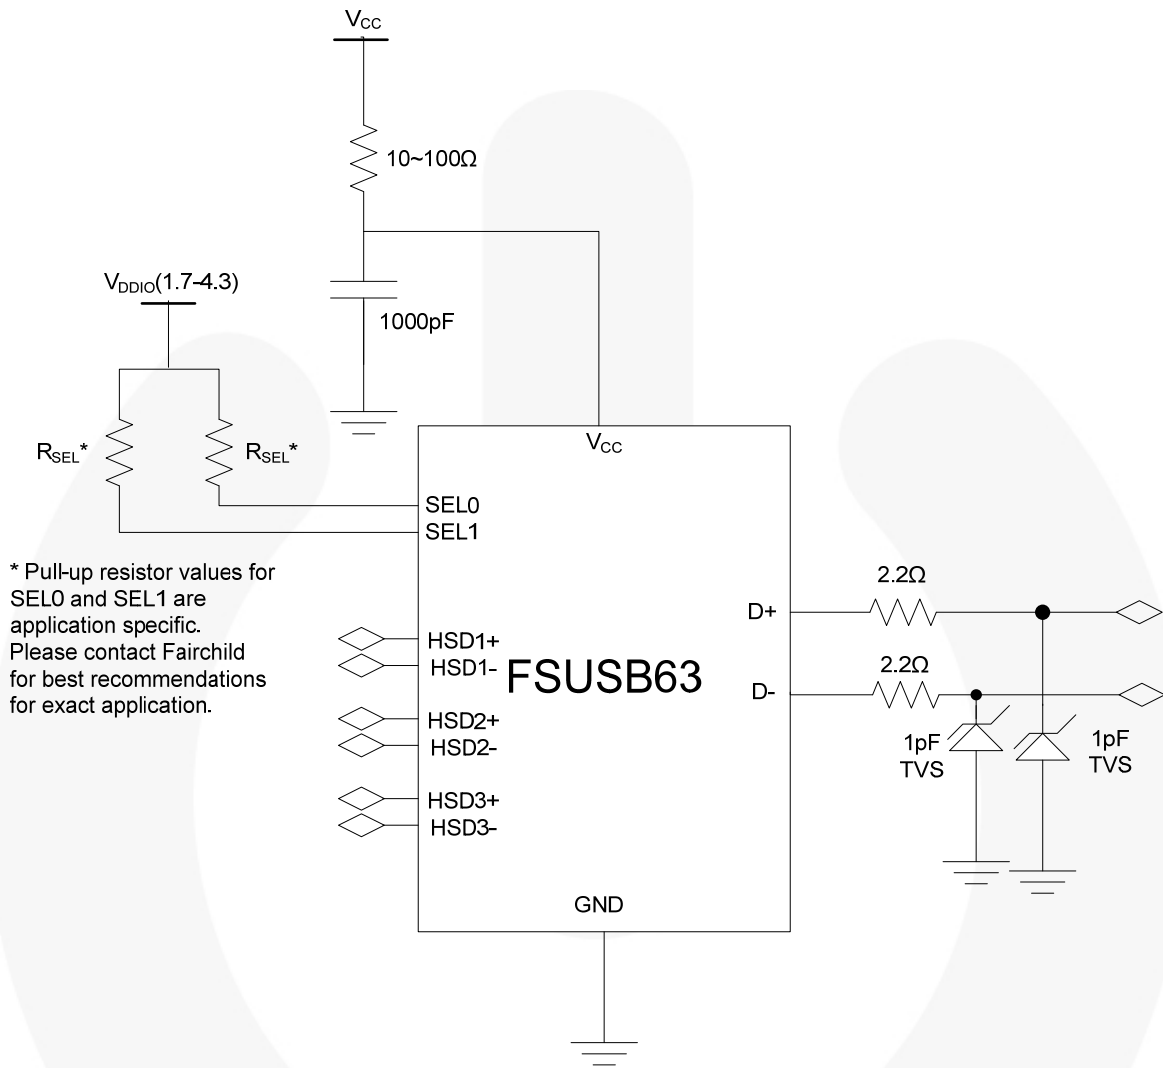 VCC
10~100Ω
VDDIO(1.7-4.3)
1000pF
RSEL*
RSEL*
VCC
SEL0
SEL1
* Pull-up resistor values for
SEL0 and SEL1 are
application specific.
Please contact Fairchild
for best recommendations
for exact application.
2.2Ω
D+
HSD1+
HSD1-
FSUSB63
2.2Ω
D-
HSD2+
HSD2-
1pF
TVS
1pF
TVS
HSD3+
HSD3-
GND